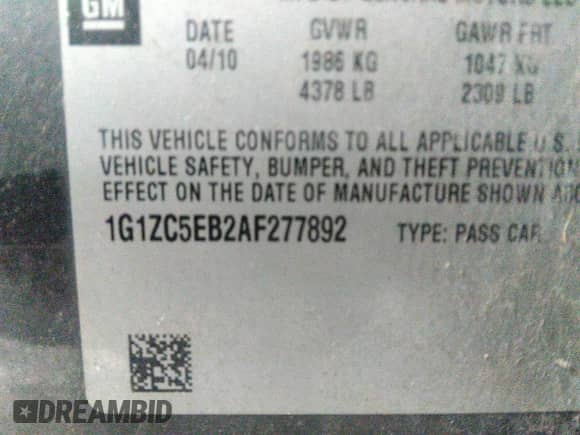 GM
DATE GVWR GAWR FRT
04/10 1986 KG 1047 KG
4378 LB 2309 LB
THIS VEHICLE CONFORMS TO ALL APPLICABLE U.S.
VEHICLE SAFETY, BUMPER, AND THEFT PREVENTION
EFFECT ON THE DATE OF MANUFACTURE SHOWN
1G1ZC5EB2AF277892 TYPE: PASS CAR
DREAMBID